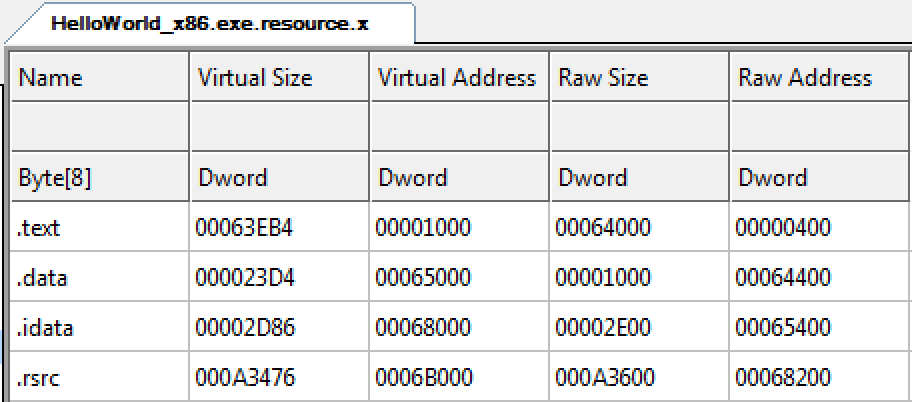 HelloWorld_x86.exe.resource.x
Name Virtual Size Virtual Address Raw Size Raw Address
Byte[8] Dword Dword Dword Dword
.text 00063EB4 00001000 00064000 00000400
.data 000023D4 00065000 00001000 00064400
.idata 00002D86 00068000 00002E00 00065400
.rsrc 000A3476 0006B000 000A3600 00068200